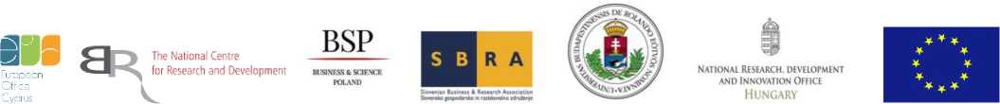 European
Office
Cyprus
The National Centre
for Research and Development
BSP
BUSINESS & SCIENCE
POLAND
SBRA
Slovenian Business & Research Association
Slovensko gospodarsko in raziskovalno združenje
UNIVERSITAS BUDAPESTINENSIS DE ROLANDO EÖTVÖS NOMINATA
NATIONAL RESEARCH, DEVELOPMENT
AND INNOVATION OFFICE
HUNGARY